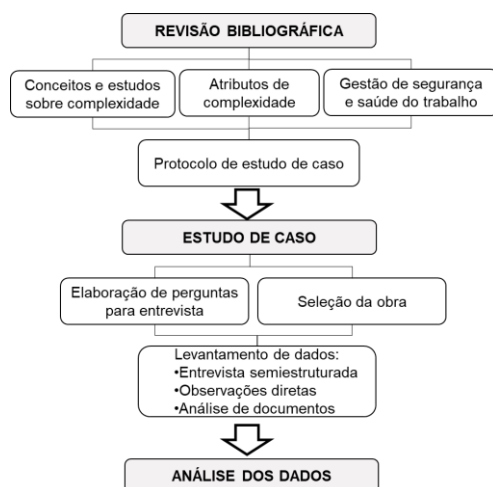 REVISÃO BIBLIOGRÁFICA
Conceitos e estudos
sobre complexidade
Atributos de
complexidade
Gestão de segurança
e saúde do trabalho
Protocolo de estudo de caso
ESTUDO DE CASO
Elaboração de perguntas
para entrevista
Seleção da obra
Levantamento de dados:
•Entrevista semiestruturada
•Observações diretas
•Análise de documentos
ANÁLISE DOS DADOS